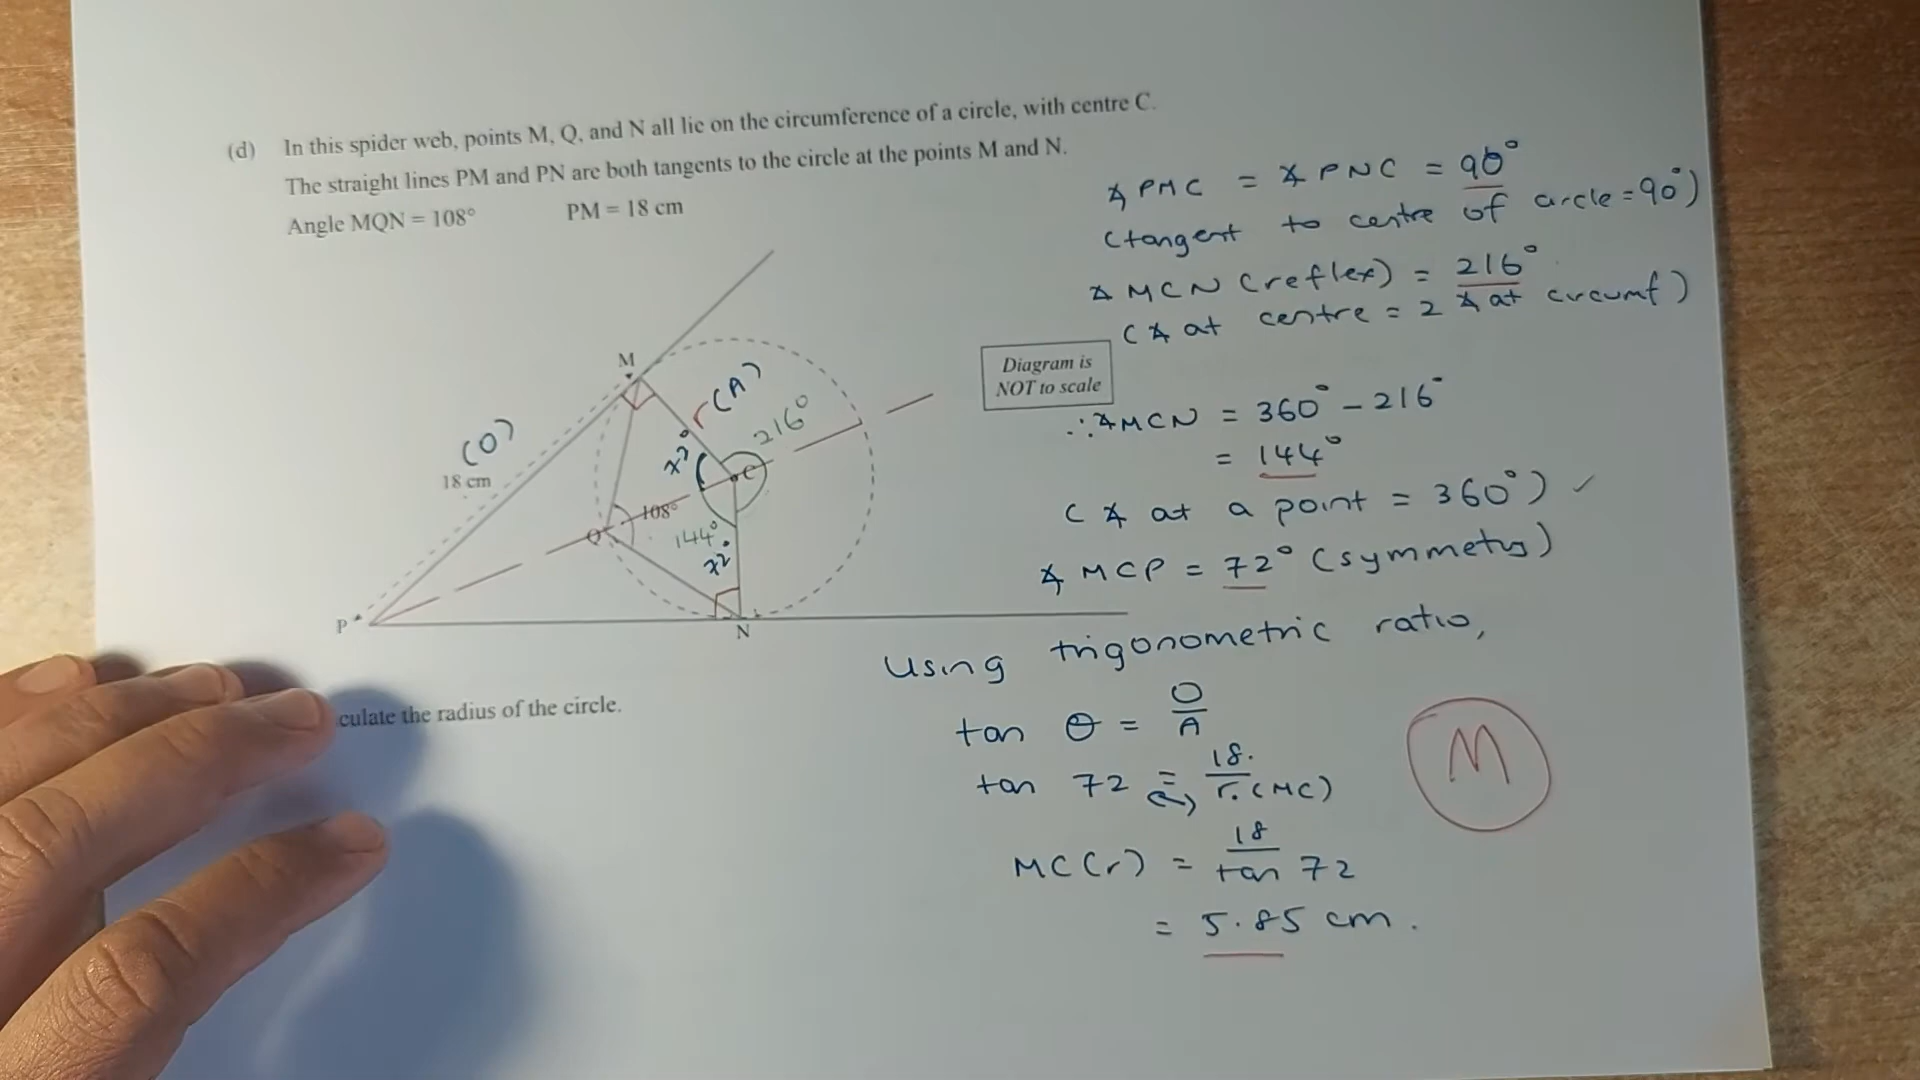 (d) In this spider web, points M, Q, and N all lie on the circumference of a circle, with centre C.
The straight lines PM and PN are both tangents to the circle at the points M and N.
Angle MQN = 108° PM = 18 cm
∡ PMC = ∡ PNC = 90°
(tangent to centre of circle = 90°)
∡ MCN (reflex) = 216°
(∡ at centre = 2 ∡ at circumf)
Diagram is
NOT to scale
∴ ∡MCN = 360° - 216°
= 144°
(∡ at a point = 360°) ✓
∡ MCP = 72° (symmetry)
M
r(A)
216°
(O)
18 cm
x2°
C
108°
Q
144°
x2°
P
N
culate the radius of the circle.
Using trigonometric ratio,
tan θ = O/A
tan 72 = 18/r (MC)
MC(r) = 18/tan 72
= 5.85 cm.
M